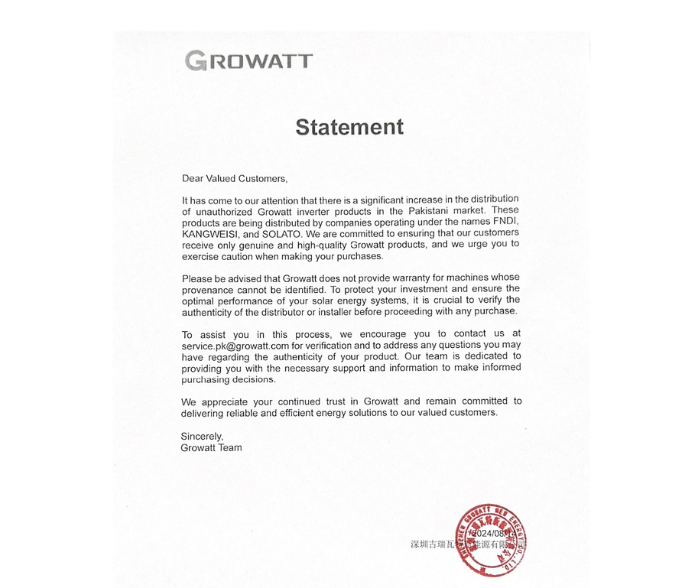 GROWATT
Statement
Dear Valued Customers,
It has come to our attention that there is a significant increase in the distribution
of unauthorized Growatt inverter products in the Pakistani market. These
products are being distributed by companies operating under the names FNDI,
KANGWEISI, and SOLATO. We are committed to ensuring that our customers
receive only genuine and high-quality Growatt products, and we urge you to
exercise caution when making your purchases.
Please be advised that Growatt does not provide warranty for machines whose
provenance cannot be identified. To protect your investment and ensure the
optimal performance of your solar energy systems, it is crucial to verify the
authenticity of the distributor or installer before proceeding with any purchase.
To assist you in this process, we encourage you to contact us at
service.pk@growatt.com for verification and to address any questions you may
have regarding the authenticity of your product. Our team is dedicated to
providing you with the necessary support and information to make informed
purchasing decisions.
We appreciate your continued trust in Growatt and remain committed to
delivering reliable and efficient energy solutions to our valued customers.
Sincerely,
Growatt Team
SHENZHEN GROWATT NEW ENERGY CO., LTD.
2024/08/
深圳古瑞瓦 能源有限